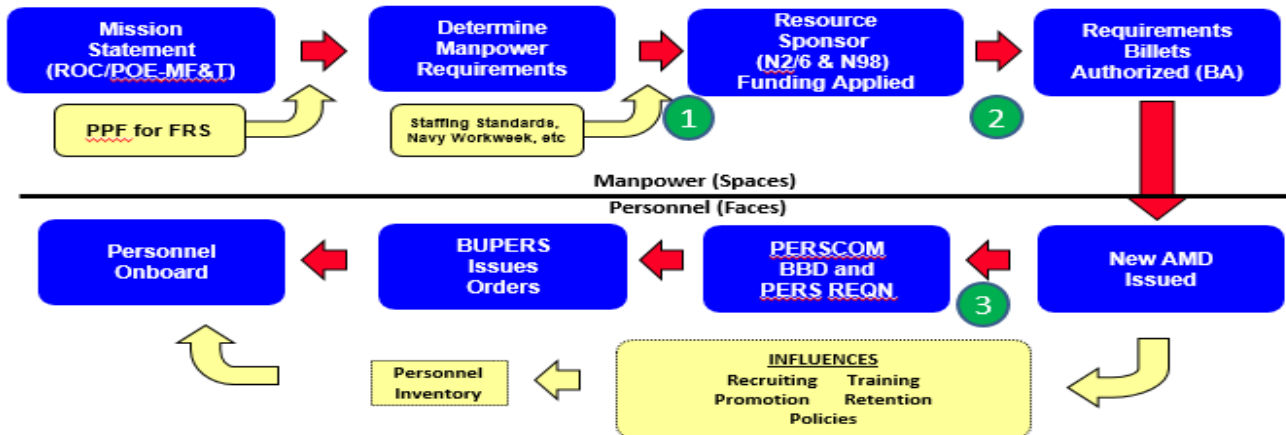 Mission
Statement
(ROC/POE-MF&T)
Determine
Manpower
Requirements
Resource
Sponsor
(N2/6 & N98)
Funding Applied
Requirements
Billets
Authorized (BA)
PPF for FRS
Staffing Standards,
Navy Workweek, etc
1
2
Manpower (Spaces)
Personnel (Faces)
Personnel
Onboard
BUPERS
Issues
Orders
PERSCOM
BBD and
PERS REQN
3
New AMD
Issued
Personnel
Inventory
INFLUENCES
Recruiting Training
Promotion Retention
Policies